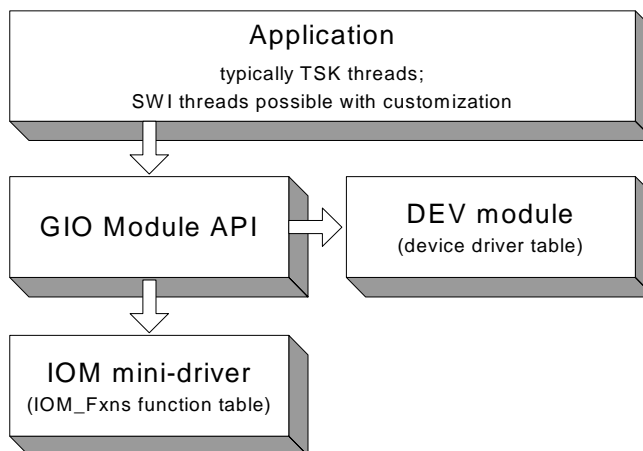 Application
typically TSK threads;
SWI threads possible with customization
GIO Module API
DEV module
(device driver table)
IOM mini-driver
(IOM_Fxns function table)